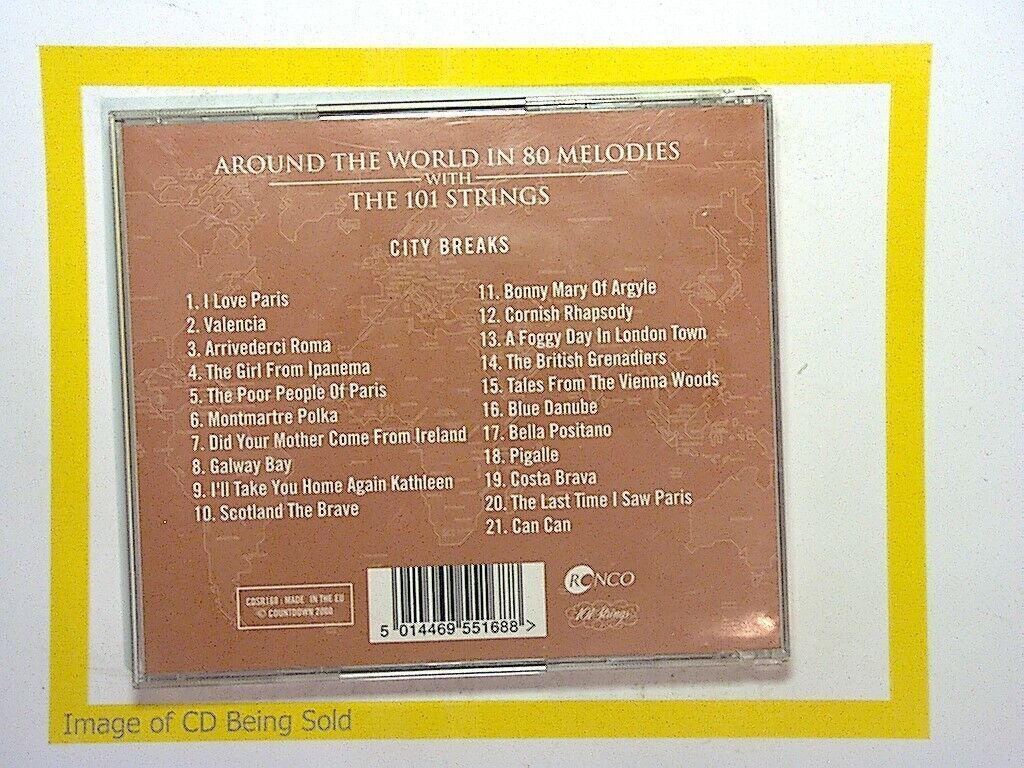 AROUND THE WORLD IN 80 MELODIES
WITH
THE 101 STRINGS
CITY BREAKS
1. I Love Paris
2. Valencia
3. Arrivederci Roma
4. The Girl From Ipanema
5. The Poor People Of Paris
6. Montmartre Polka
7. Did Your Mother Come From Ireland
8. Galway Bay
9. I'll Take You Home Again Kathleen
10. Scotland The Brave
11. Bonny Mary Of Argyle
12. Cornish Rhapsody
13. A Foggy Day In London Town
14. The British Grenadiers
15. Tales From The Vienna Woods
16. Blue Danube
17. Bella Positano
18. Pigalle
19. Costa Brava
20. The Last Time I Saw Paris
21. Can Can
CDSR168 : MADE IN THE EU
© COUNTDOWN 2000
5 014469 551688 >
RONCO
101 Strings
Image of CD Being Sold